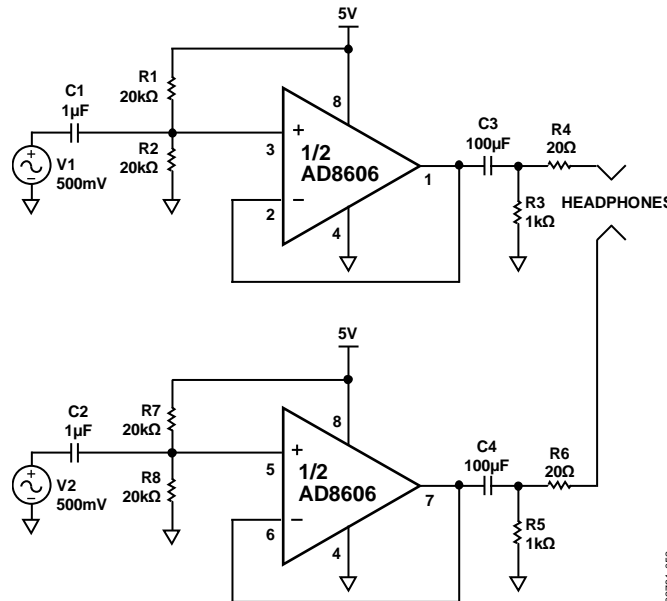 5V
C1
1µF
R1
20kΩ
R2
20kΩ
V1
500mV
8
3
+
1/2
AD8606
1
2
−
4
C3
100µF
R4
20Ω
R3
1kΩ
HEADPHONES
5V
C2
1µF
R7
20kΩ
R8
20kΩ
V2
500mV
8
5
+
1/2
AD8606
7
6
−
4
C4
100µF
R6
20Ω
R5
1kΩ